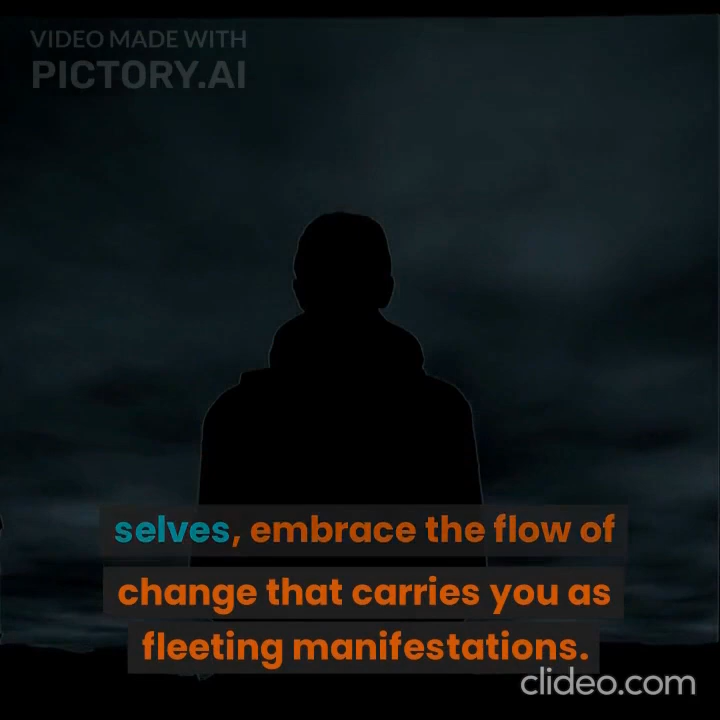 VIDEO MADE WITH
PICTORY.AI
selves, embrace the flow of
change that carries you as
fleeting manifestations.
clideo.com